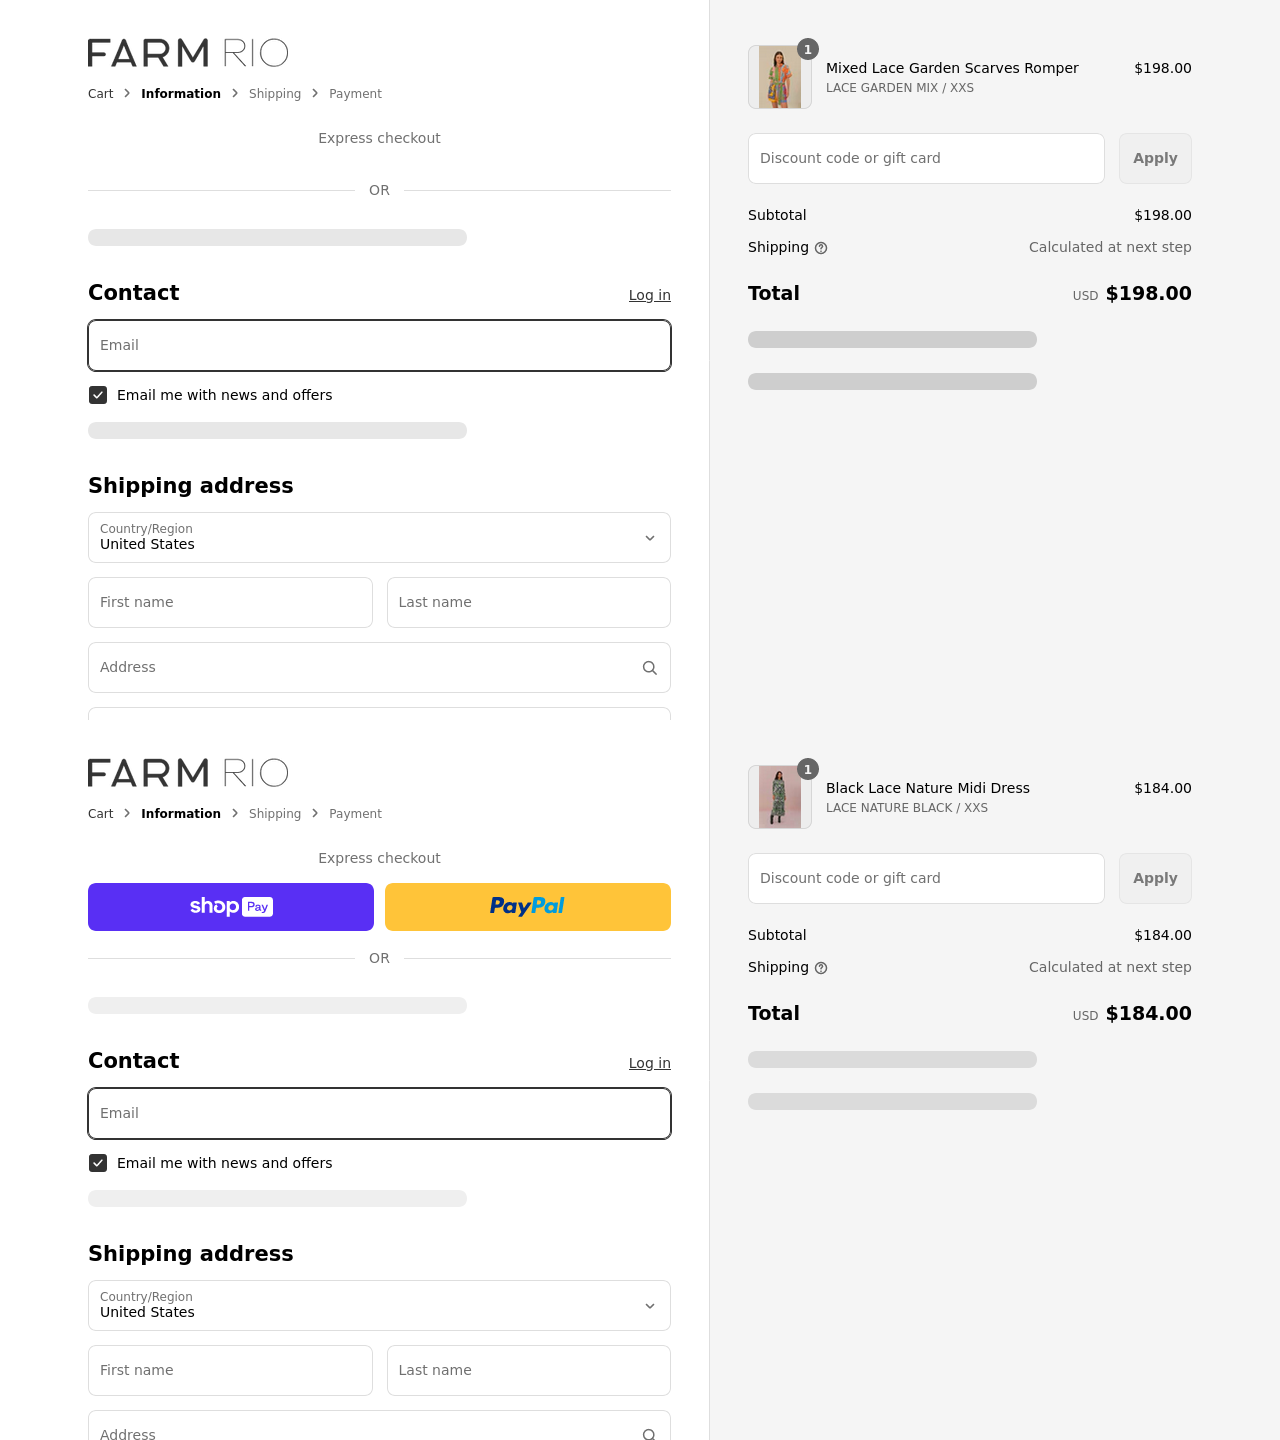 FARM RIO
Cart > Information > Shipping > Payment
Express checkout
OR
Contact
Log in
Email
Email me with news and offers
Shipping address
Country/Region
United States
First name
Last name
Address
1
Mixed Lace Garden Scarves Romper
$198.00
LACE GARDEN MIX / XXS
Discount code or gift card
Apply
Subtotal
$198.00
Shipping
Calculated at next step
Total
USD $198.00
FARM RIO
Cart > Information > Shipping > Payment
Express checkout
shop Pay
PayPal
OR
Contact
Log in
Email
Email me with news and offers
Shipping address
Country/Region
United States
First name
Last name
Address
1
Black Lace Nature Midi Dress
$184.00
LACE NATURE BLACK / XXS
Discount code or gift card
Apply
Subtotal
$184.00
Shipping
Calculated at next step
Total
USD $184.00